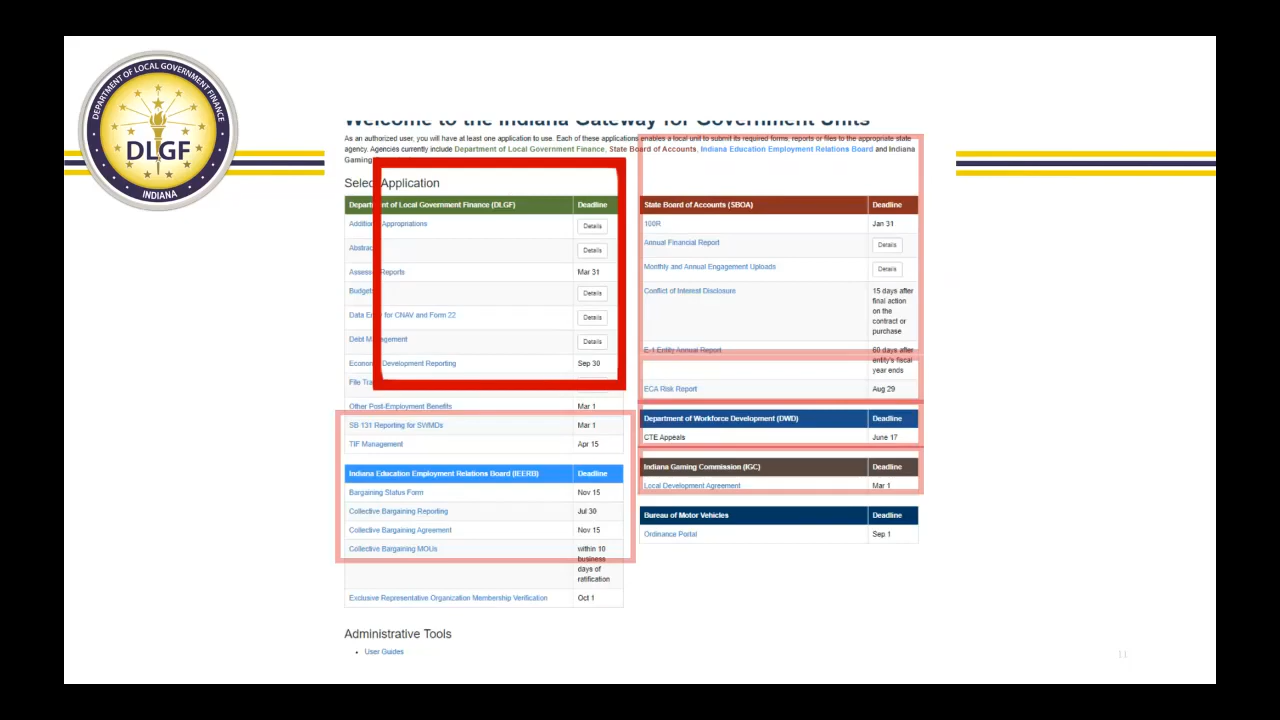 DEPARTMENT OF LOCAL GOVERNMENT FINANCE
DLGF
INDIANA
Welcome to the Indiana Gateway for Government Units
As an authorized user, you will have at least one application to use. Each of these applications enables a local unit to submit its required forms, reports or files to the appropriate state
agency. Agencies currently include Department of Local Government Finance, State Board of Accounts, Indiana Education Employment Relations Board and Indiana
Gaming
Select Application
Department of Local Government Finance (DLGF) Deadline
Additional Appropriations Details
Abstract Details
Assessor Reports Mar 31
Budgets Details
Data Entry for CNAV and Form 22 Details
Debt Management Details
Economic Development Reporting Sep 30
File Tra
Other Post-Employment Benefits Mar 1
SB 131 Reporting for SWMDs Mar 1
TIF Management Apr 15
Indiana Education Employment Relations Board (IEERB) Deadline
Bargaining Status Form Nov 15
Collective Bargaining Reporting Jul 30
Collective Bargaining Agreement Nov 15
Collective Bargaining MOUs within 10
business
days of
ratification
Exclusive Representative Organization Membership Verification Oct 1
State Board of Accounts (SBOA) Deadline
100R Jan 31
Annual Financial Report Details
Monthly and Annual Engagement Uploads Details
Conflict of Interest Disclosure 15 days after
final action
on the
contract or
purchase
E-1 Entity Annual Report 60 days after
entity's fiscal
year ends
ECA Risk Report Aug 29
Department of Workforce Development (DWD) Deadline
CTE Appeals June 17
Indiana Gaming Commission (IGC) Deadline
Local Development Agreement Mar 1
Bureau of Motor Vehicles Deadline
Ordinance Portal Sep 1
Administrative Tools
• User Guides
11